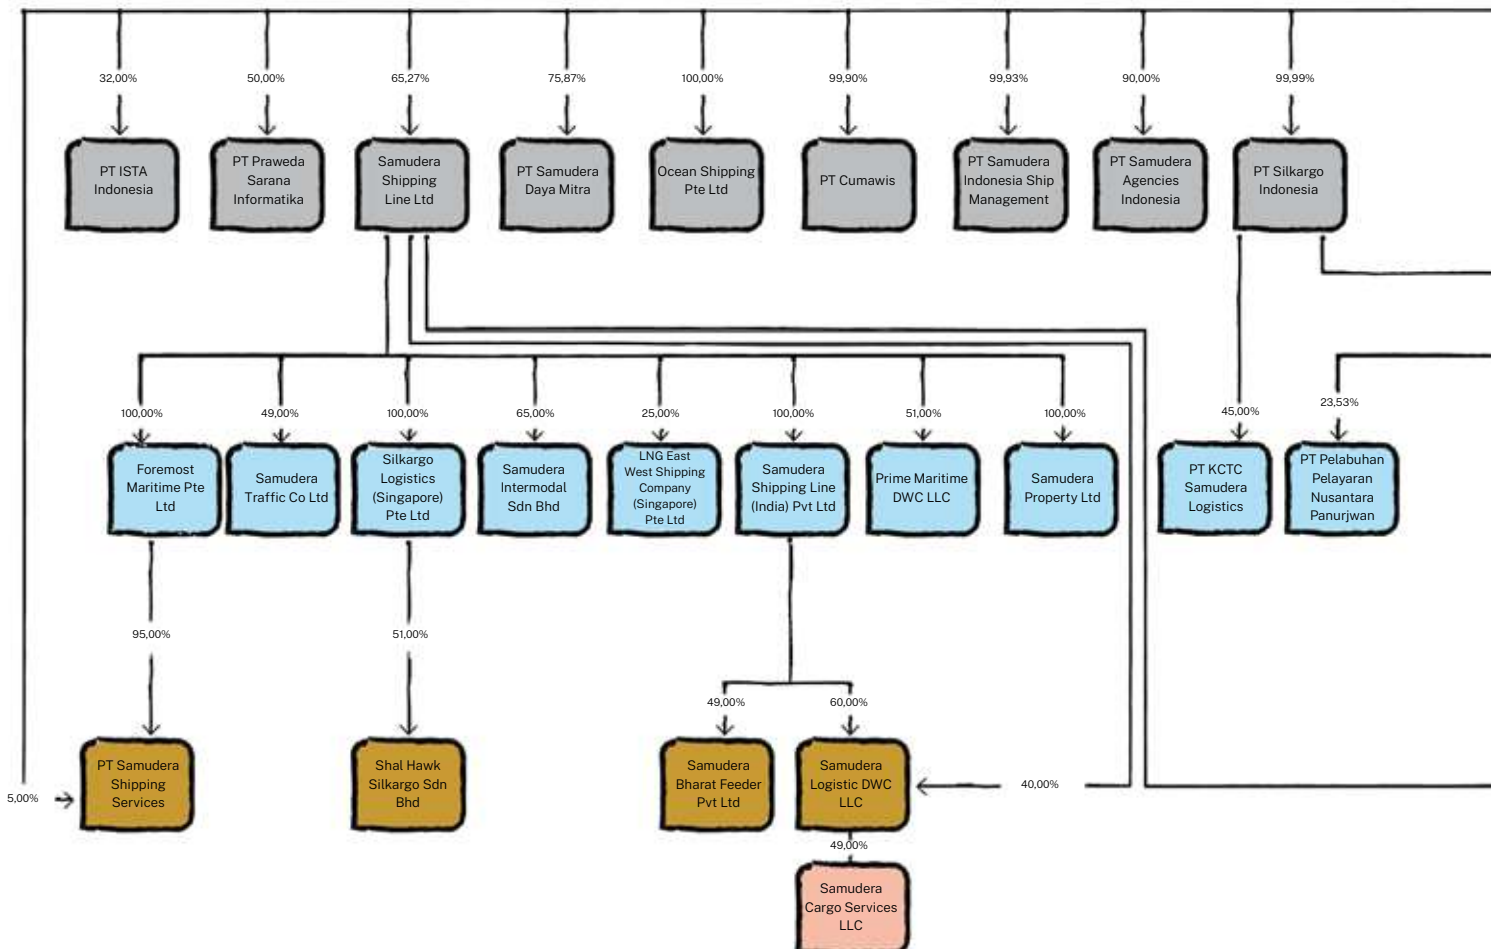 32,00%
50,00%
65,27%
75,87%
100,00%
99,90%
99,93%
90,00%
99,99%
PT ISTA
Indonesia
PT Praweda
Sarana
Informatika
Samudera
Shipping
Line Ltd
PT Samudera
Daya Mitra
Ocean Shipping
Pte Ltd
PT Cumawis
PT Samudera
Indonesia Ship
Management
PT Samudera
Agencies
Indonesia
PT Silkargo
Indonesia
100,00%
49,00%
100,00%
65,00%
25,00%
100,00%
51,00%
100,00%
45,00%
23,53%
Foremost
Maritime Pte
Ltd
Samudera
Traffic Co Ltd
Silkargo
Logistics
(Singapore)
Pte Ltd
Samudera
Intermodal
Sdn Bhd
LNG East
West Shipping
Company
(Singapore)
Pte Ltd
Samudera
Shipping Line
(India) Pvt Ltd
Prime Maritime
DWC LLC
Samudera
Property Ltd
PT KCTC
Samudera
Logistics
PT Pelabuhan
Pelayaran
Nusantara
Panurjwan
95,00%
51,00%
49,00%
60,00%
5,00%
PT Samudera
Shipping
Services
Shal Hawk
Silkargo Sdn
Bhd
Samudera
Bharat Feeder
Pvt Ltd
Samudera
Logistic DWC
LLC
40,00%
49,00%
Samudera
Cargo Services
LLC